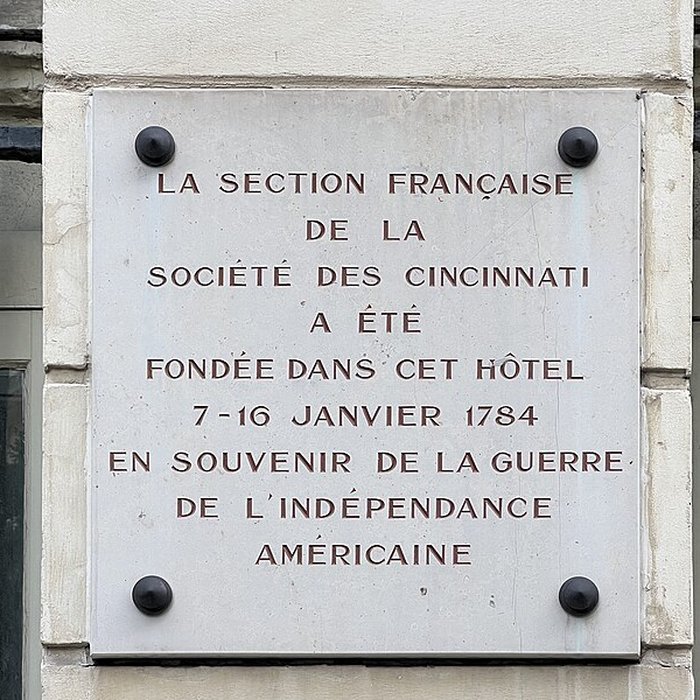 LA SECTION FRANÇAISE
DE LA
SOCIÉTÉ DES CINCINNATI
A ÉTÉ
FONDÉE DANS CET HÔTEL
7-16 JANVIER 1784
EN SOUVENIR DE LA GUERRE
DE L'INDÉPENDANCE
AMÉRICAINE